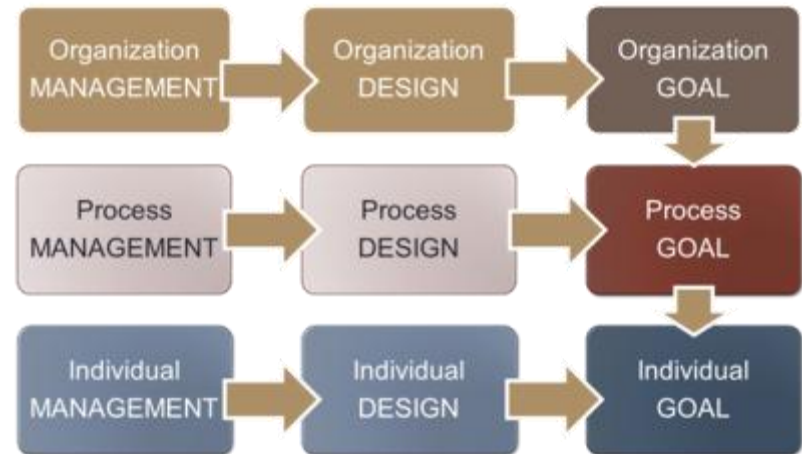 Organization
MANAGEMENT
Organization
DESIGN
Organization
GOAL
Process
MANAGEMENT
Process
DESIGN
Process
GOAL
Individual
MANAGEMENT
Individual
DESIGN
Individual
GOAL